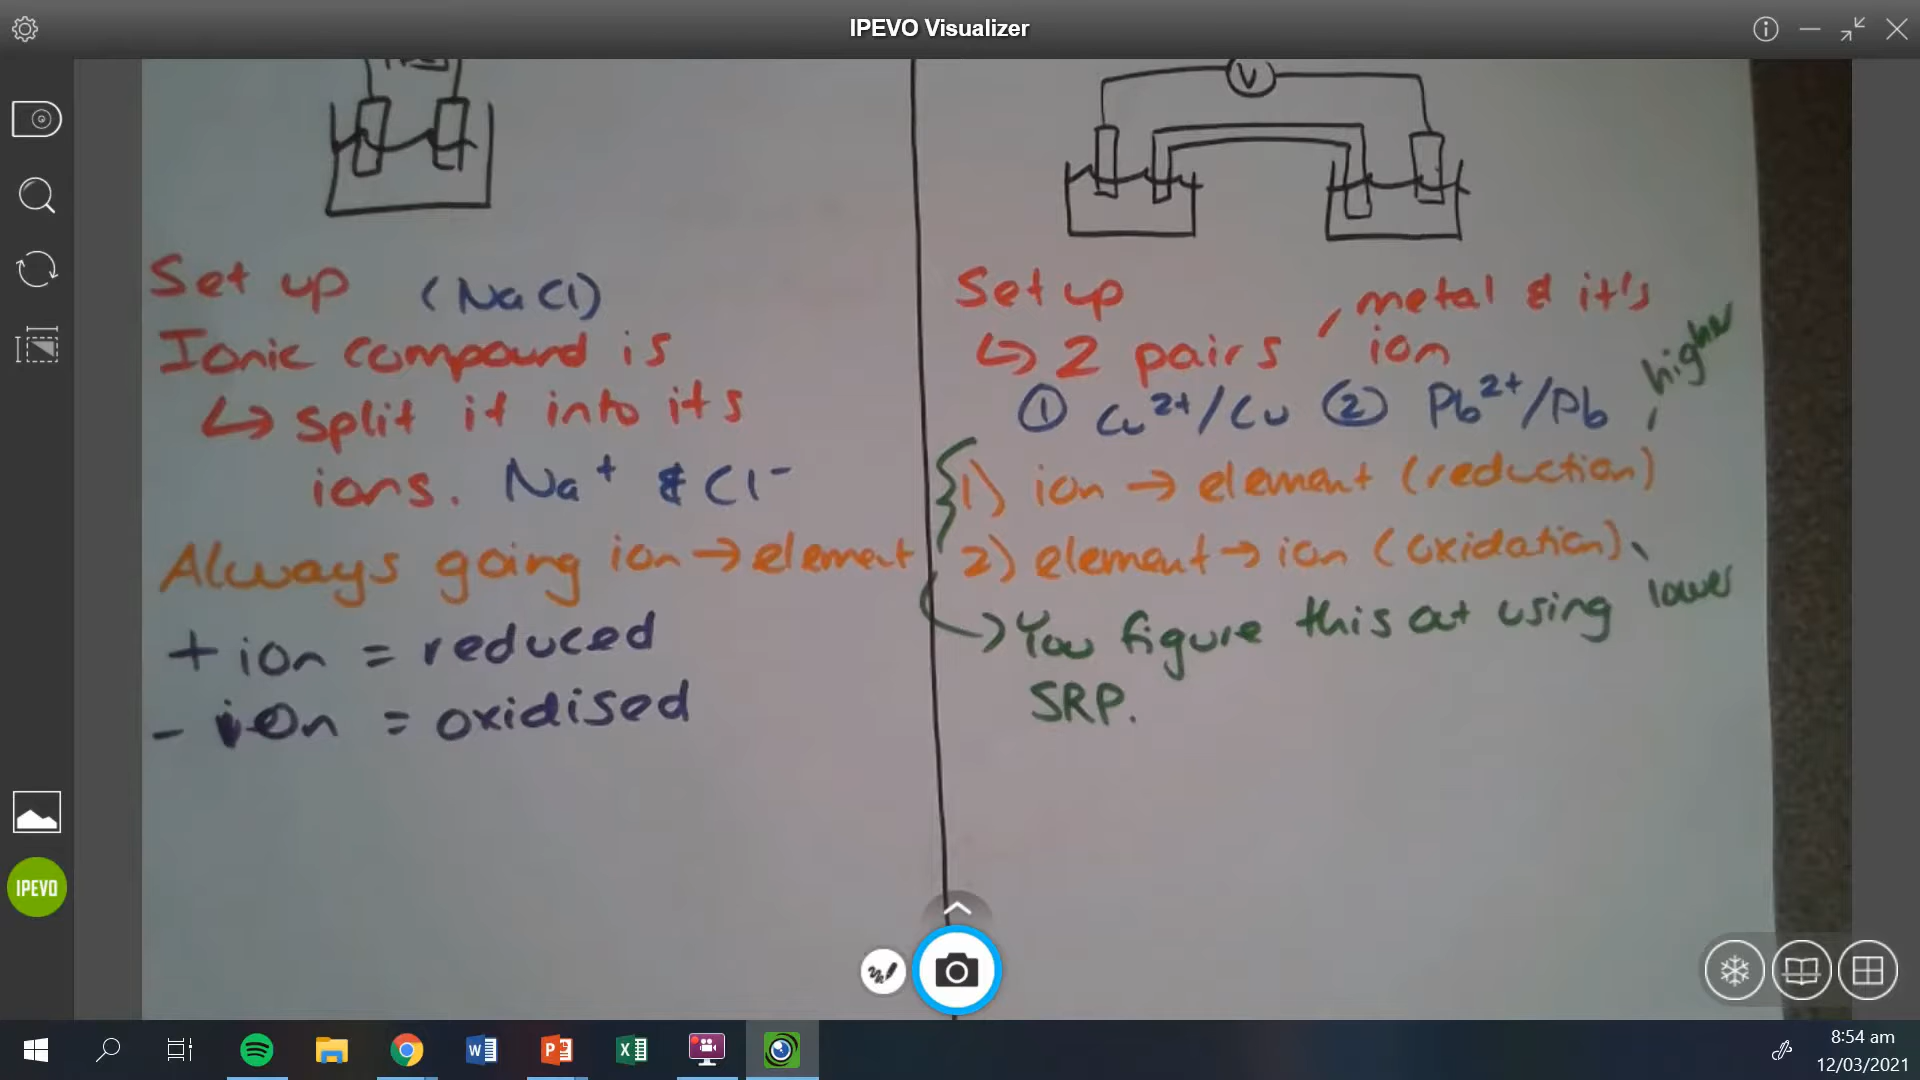 IPEVO Visualizer
V
Set up (NaCl)
Ionic compound is
↳ split it into its
ions. Na⁺ & Cl⁻
Always going ion → element
+ ion = reduced
- ion = oxidised
Set up
↳ 2 pairs
metal & it's
ion
① Cu²⁺/Cu ② Pb²⁺/Pb
higher
1) ion → element (reduction)
2) element → ion (oxidation)
lower
→ You figure this out using
SRP.
IPEVO
8:54 am
12/03/2021